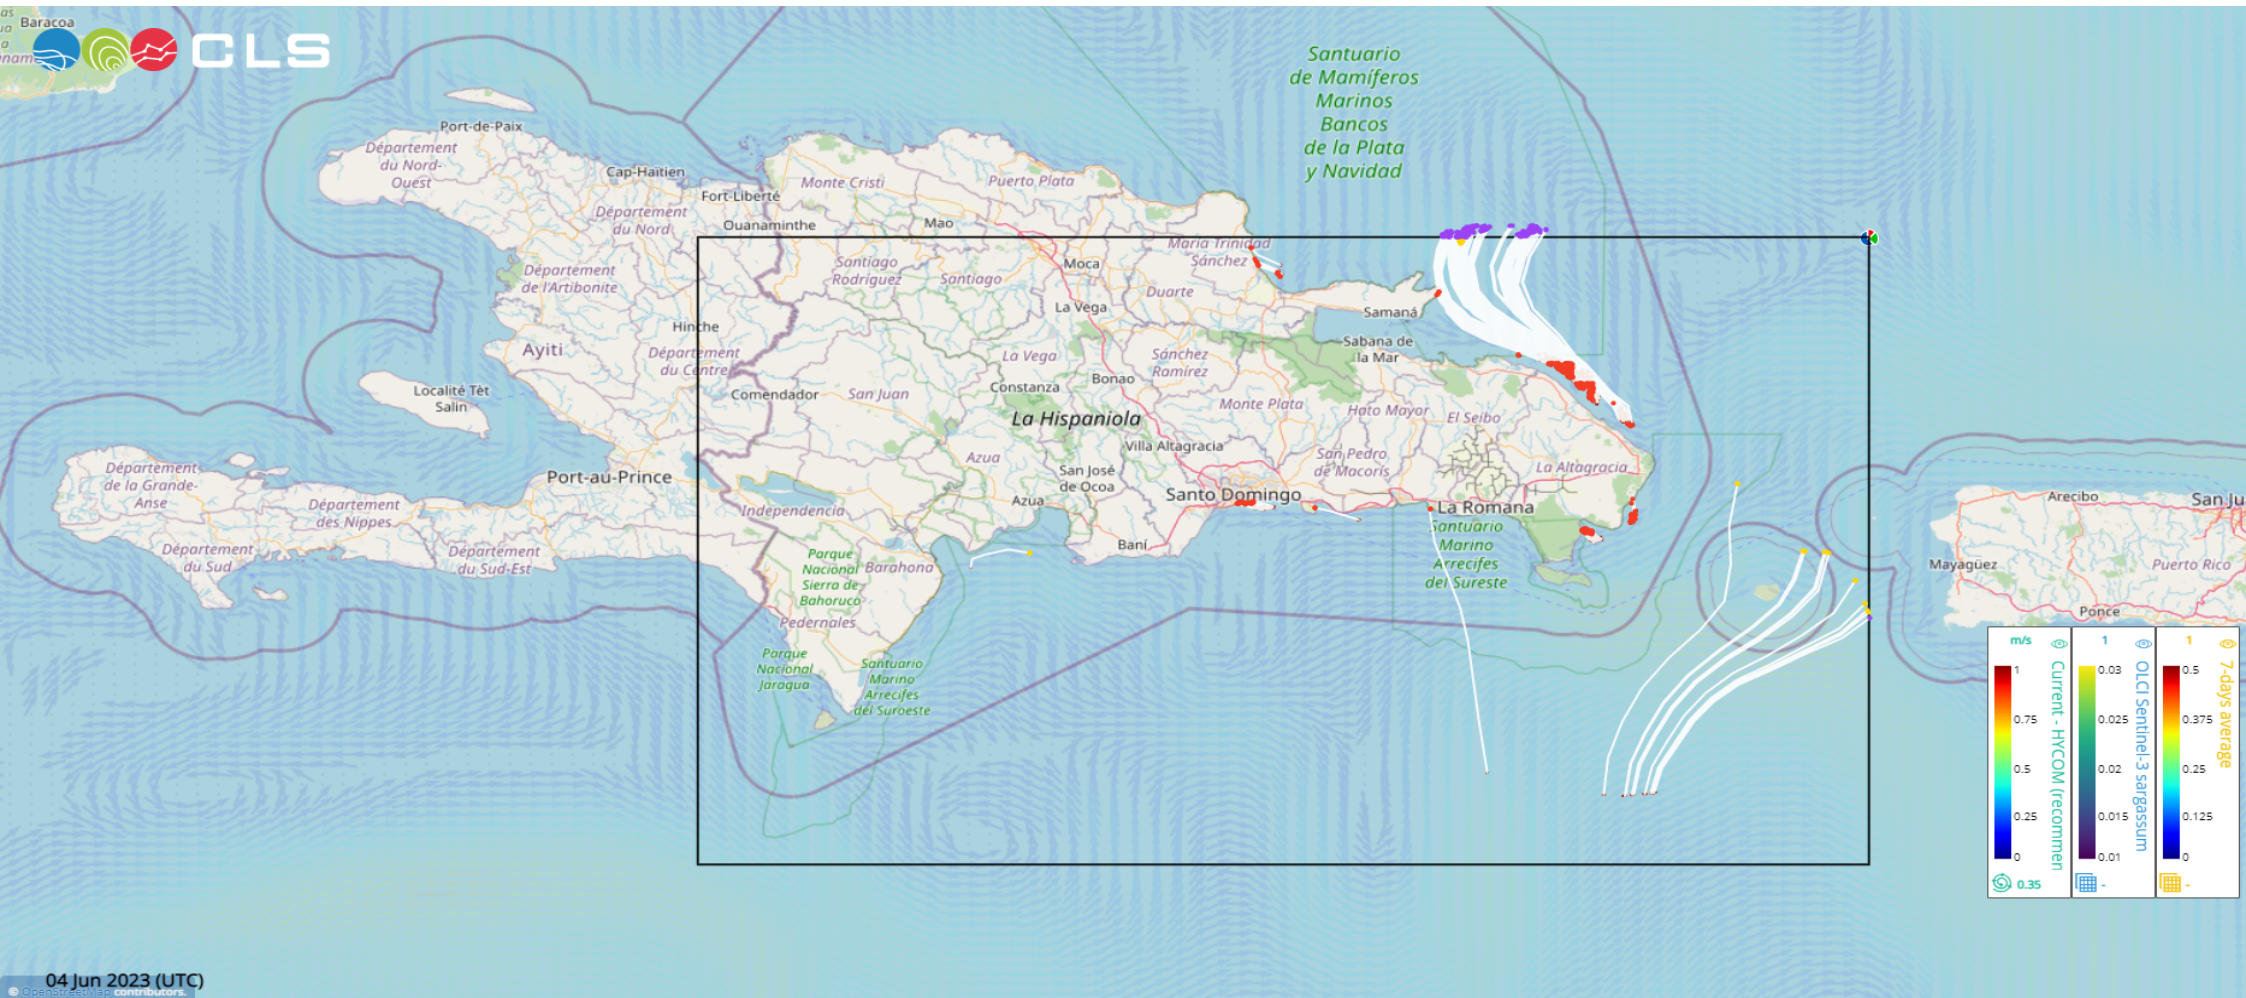 as
Baracoa
CLS
Santuario
de Mamíferos
Marinos
Bancos
de la Plata
y Navidad
Port-de-Paix
Département
du Nord-
Ouest
Cap-Haïtien
Fort-Liberté
Ouanaminthe
Monte Cristi
Puerto Plata
Mao
Département
du Nord
Département
de l'Artibonite
Santiago
Rodríguez
Santiago
Moca
María Trinidad
Sánchez
Duarte
La Vega
Samaná
Hinche
Ayiti
Département
du Centre
La Vega
Sánchez
Ramírez
Sabana de
la Mar
Localité Tèt
Salin
Comendador
San Juan
Constanza
Bonao
La Hispaniola
Monte Plata
Hato Mayor
El Seibo
Villa Altagracia
Azua
San José
de Ocoa
San Pedro
de Macorís
La Altagracia
Département
de la Grande-
Anse
Port-au-Prince
Département
des Nippes
Independencia
Azua
Santo Domingo
La Romana
Arecibo
San Ju
Santuario
Marino
Arrecifes
del Sureste
Département
du Sud
Département
du Sud-Est
Parque
Nacional
Sierra de
Bahoruco
Barahona
Baní
Mayagüez
Puerto Rico
Ponce
Pedernales
Parque
Nacional
Jaragua
Santuario
Marino
Arrecifes
del Suroeste
m/s
1
0.75
0.5
0.25
0
Current - HYCOM (recommen
0.35
1
0.03
0.025
0.02
0.015
0.01
OLCI Sentinel-3 sargassum
-
1
0.5
0.375
0.25
0.125
0
7-days average
-
04 Jun 2023 (UTC)
© OpenStreetMap contributors.